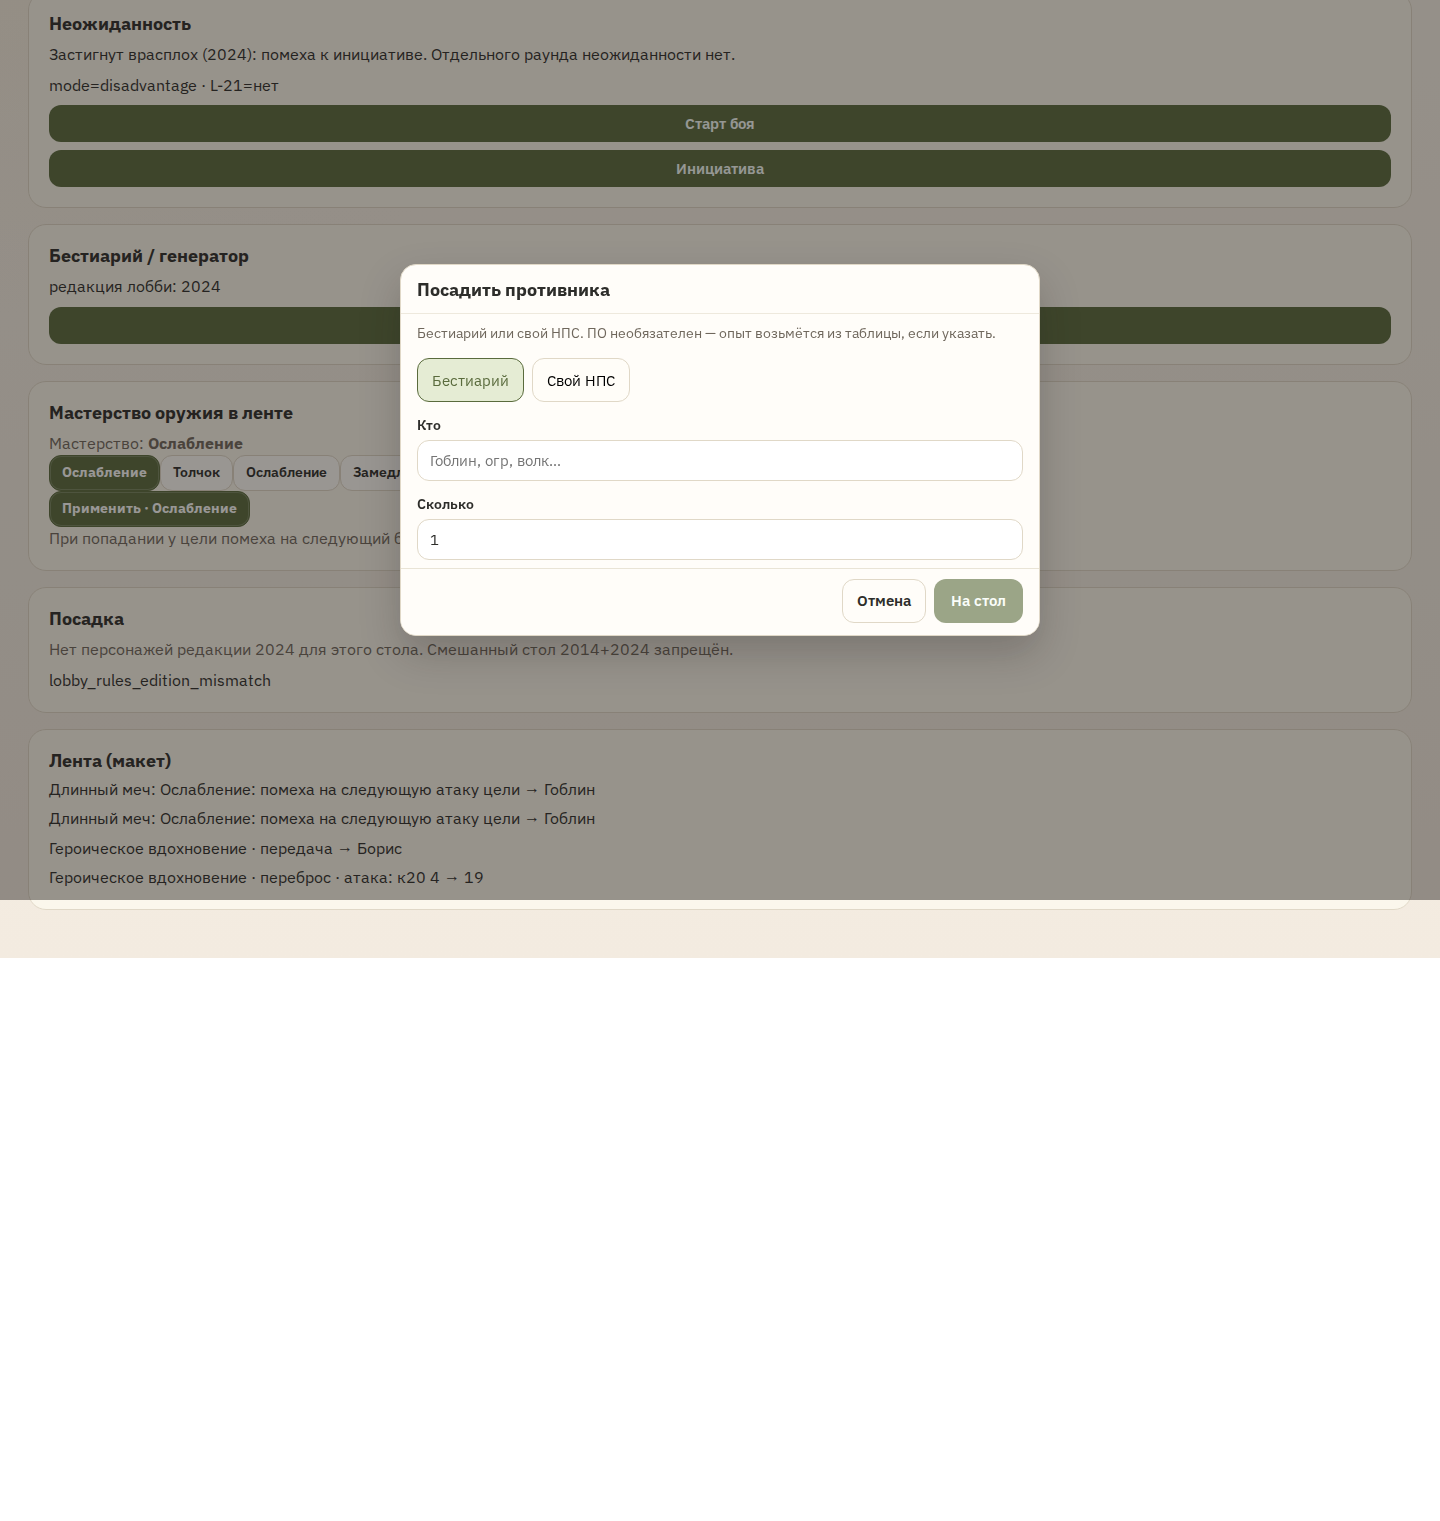 Неожиданность
Застигнут врасплох (2024): помеха к инициативе. Отдельного раунда неожиданности нет.
mode=disadvantage · L-21=нет
Старт боя
Инициатива
Бестиарий / генератор
редакция лобби: 2024
Посадить противника
Бестиарий или свой НПС. ПО необязателен — опыт возьмётся из таблицы, если указать.
Бестиарий Свой НПС
Кто
Гоблин, огр, волк…
Сколько
1
Отмена На стол
Мастерство оружия в ленте
Мастерство: Ослабление
Ослабление Толчок Ослабление
Применить · Ослабление
При попадании у цели помеха на следующий
Посадка
Нет персонажей редакции 2024 для этого стола. Смешанный стол 2014+2024 запрещён.
lobby_rules_edition_mismatch
Лента (макет)
Длинный меч: Ослабление: помеха на следующую атаку цели → Гоблин
Длинный меч: Ослабление: помеха на следующую атаку цели → Гоблин
Героическое вдохновение · передача → Борис
Героическое вдохновение · переброс · атака: к20 4 → 19